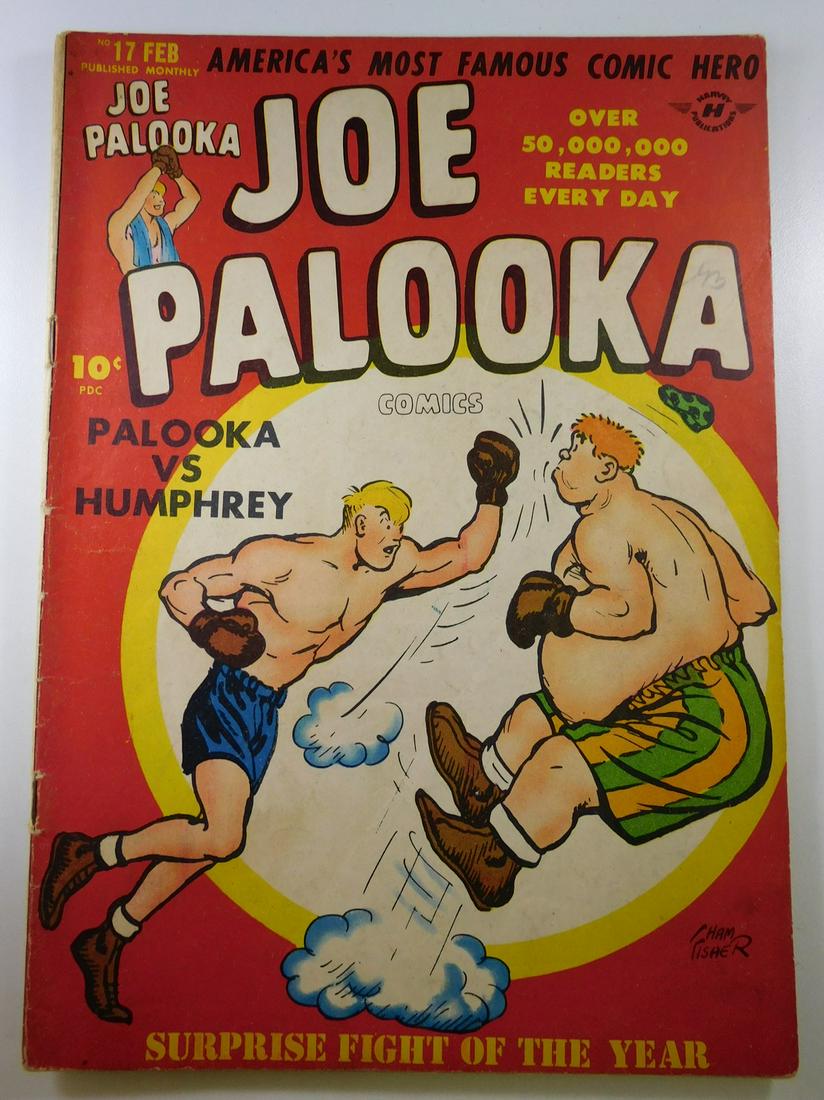 NO 17 FEB
PUBLISHED MONTHLY
AMERICA'S MOST FAMOUS COMIC HERO
JOE
PALOOKA
HARVEY
H
PUBLICATIONS
OVER
50,000,000
READERS
EVERY DAY
JOE
PALOOKA
10¢
PDC
COMICS
PALOOKA
VS
HUMPHREY
HAM
FISHER
SURPRISE FIGHT OF THE YEAR